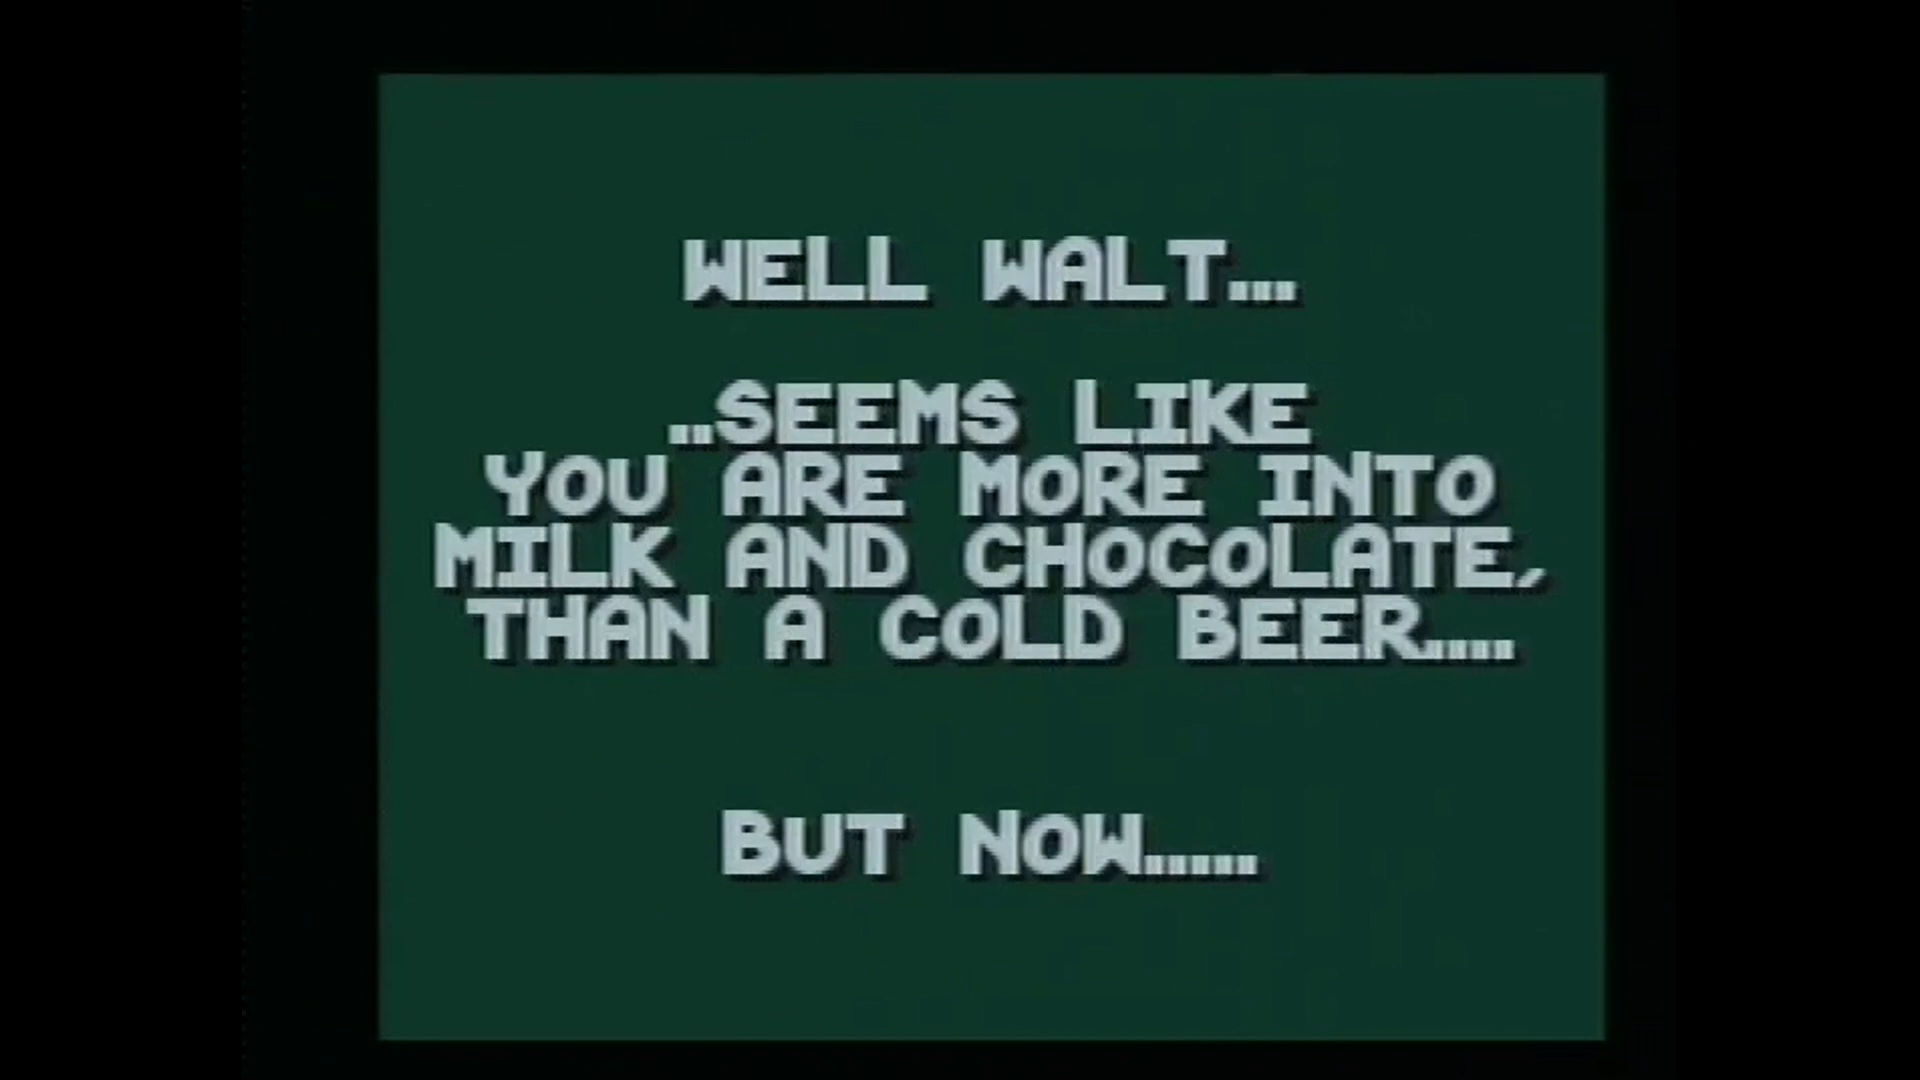 WELL WALT...
..SEEMS LIKE
YOU ARE MORE INTO
MILK AND CHOCOLATE,
THAN A COLD BEER....
BUT NOW.....